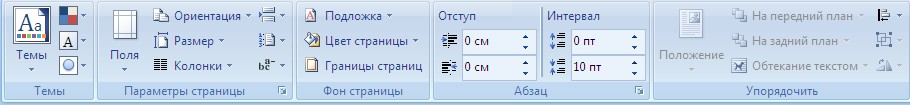 Аа
Темы
А
Темы
Поля
Ориентация
Размер
Колонки
Параметры страницы
Подложка
Цвет страницы
Границы страниц
Фон страницы
Отступ
0 см
0 см
Интервал
0 пт
10 пт
Абзац
Положение
На передний план
На задний план
Обтекание текстом
Упорядочить